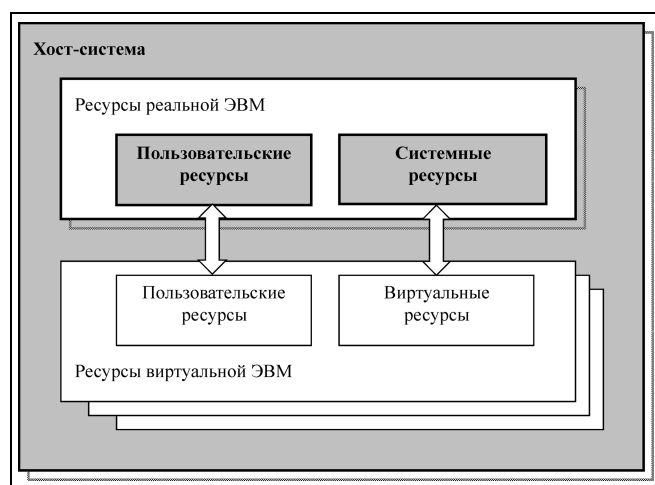 Хост-система
Ресурсы реальной ЭВМ
Пользовательские
ресурсы
Системные
ресурсы
Пользовательские
ресурсы
Виртуальные
ресурсы
Ресурсы виртуальной ЭВМ